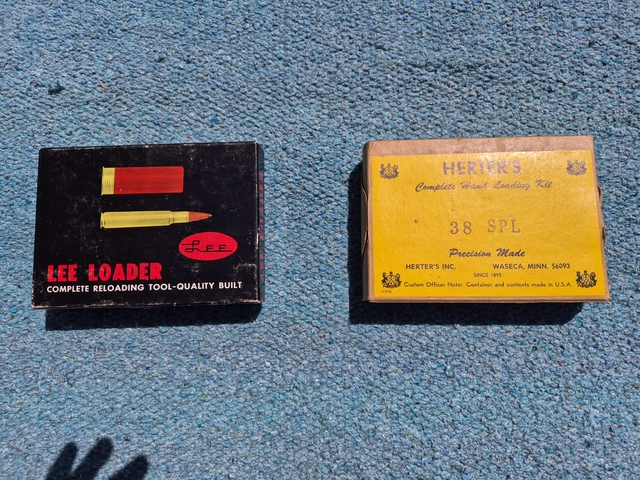 LEE
LEE LOADER
COMPLETE RELOADING TOOL-QUALITY BUILT
HERTER'S
Complete Hand Loading Kit
38 SPL
Precision Made
HERTER'S INC. WASECA, MINN. 56093
SINCE 1893
Custom Officer Note: Container and contents made in U.S.A.